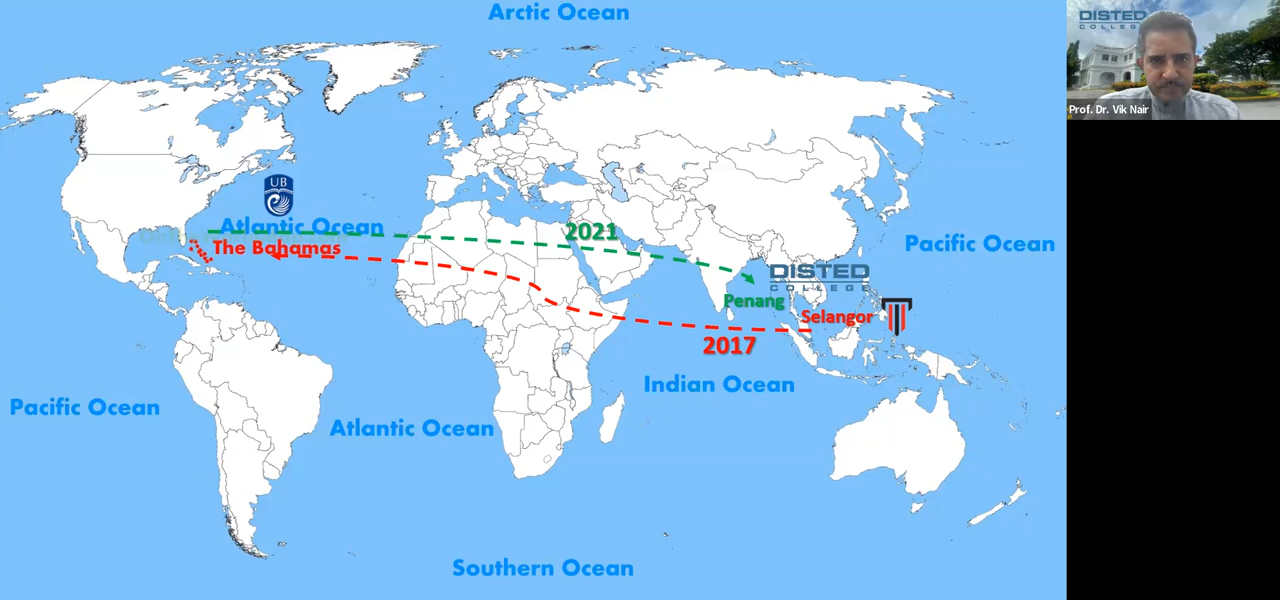 Arctic Ocean
DISTED
COLLEGE
Prof. Dr. Vik Nair
UB
Atlantic Ocean
2021
The Bahamas
Pacific Ocean
DISTED
COLLEGE
Penang
Selangor
2017
Indian Ocean
Pacific Ocean
Atlantic Ocean
Southern Ocean